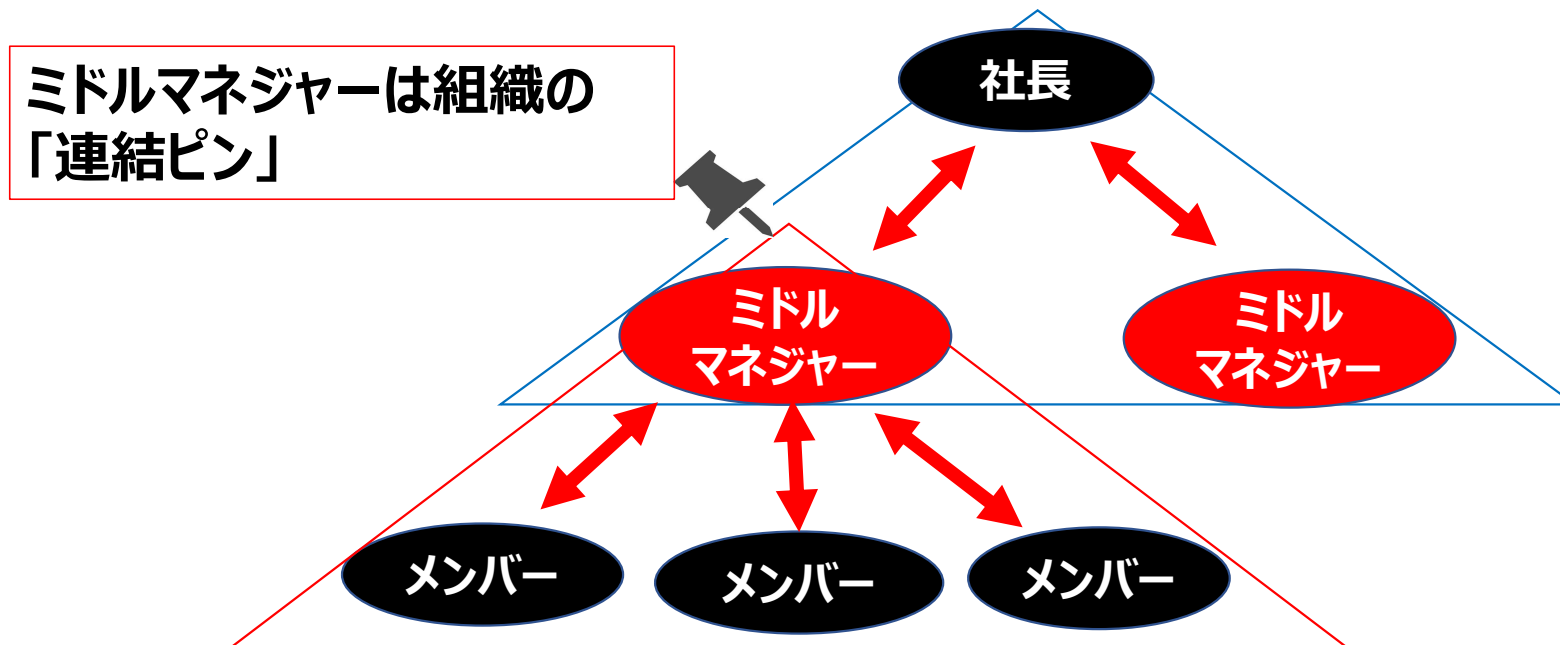 ミドルマネジャーは組織の
「連結ピン」
社長
ミドル
マネジャー
ミドル
マネジャー
メンバー
メンバー
メンバー